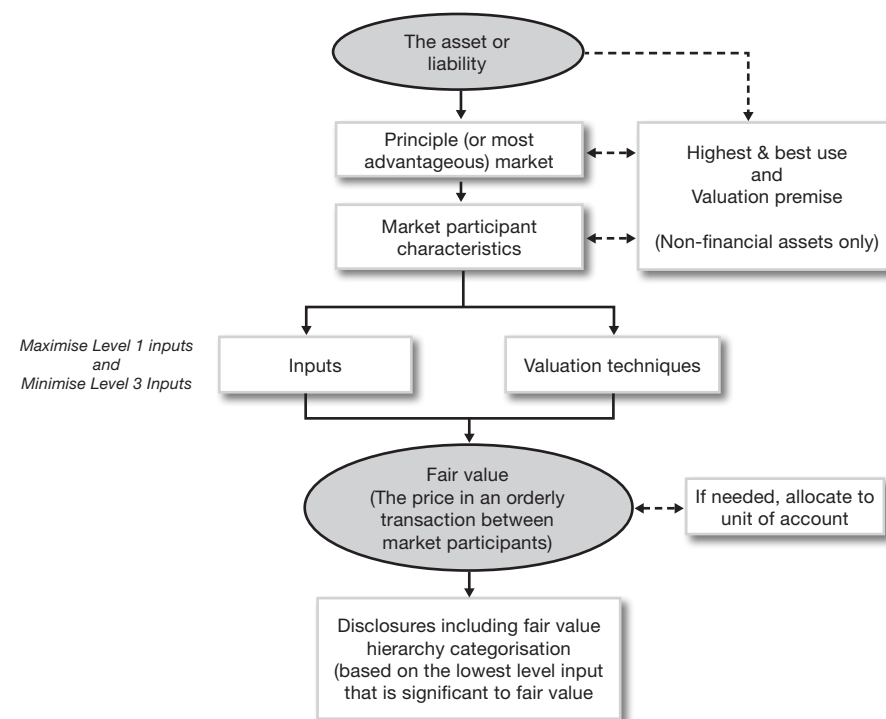 The asset or
liability
Principle (or most
advantageous) market
Highest & best use
and
Valuation premise
(Non-financial assets only)
Market participant
characteristics
Maximise Level 1 inputs
and
Minimise Level 3 Inputs
Inputs
Valuation techniques
Fair value
(The price in an orderly
transaction between
market participants)
If needed, allocate to
unit of account
Disclosures including fair value
hierarchy categorisation
(based on the lowest level input
that is significant to fair value